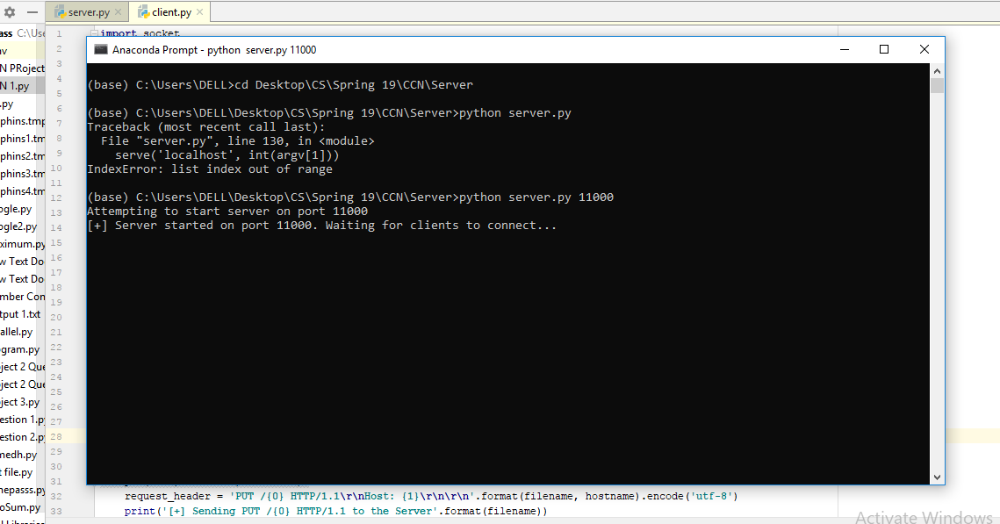 server.py
client.py
ass C:\Use
1 import socket
Anaconda Prompt - python server.py 11000
(base) C:\Users\DELL>cd Desktop\CS\Spring 19\CCN\Server
(base) C:\Users\DELL\Desktop\CS\Spring 19\CCN\Server>python server.py
Traceback (most recent call last):
File "server.py", line 130, in <module>
serve('localhost', int(argv[1]))
IndexError: list index out of range
(base) C:\Users\DELL\Desktop\CS\Spring 19\CCN\Server>python server.py 11000
Attempting to start server on port 11000
[+] Server started on port 11000. Waiting for clients to connect...
nv
N PRoject
N 1.py
.py
phins.tmp
phins1.tm
phins2.tm
phins3.tm
phins4.tm
ogle.py
ogle2.py
ximum.py
w Text Do
w Text Do
mber Con
tput 1.txt
allel.py
gram.py
ject 2 Que
ject 2 Que
ject 3.py
estion 1.py
estion 2.py
medh.py
t file.py
nepasss.py
oSum.py
2
3
4
5
6
7
8
9
10
11
12
13
14
15
16
17
18
19
20
21
22
23
24
25
26
27
28
29
30
31
32 request_header = 'PUT /{0} HTTP/1.1\r\nHost: {1}\r\n\r\n'.format(filename, hostname).encode('utf-8')
33 print('[+] Sending PUT /{0} HTTP/1.1 to the Server'.format(filename))
Activate Windows